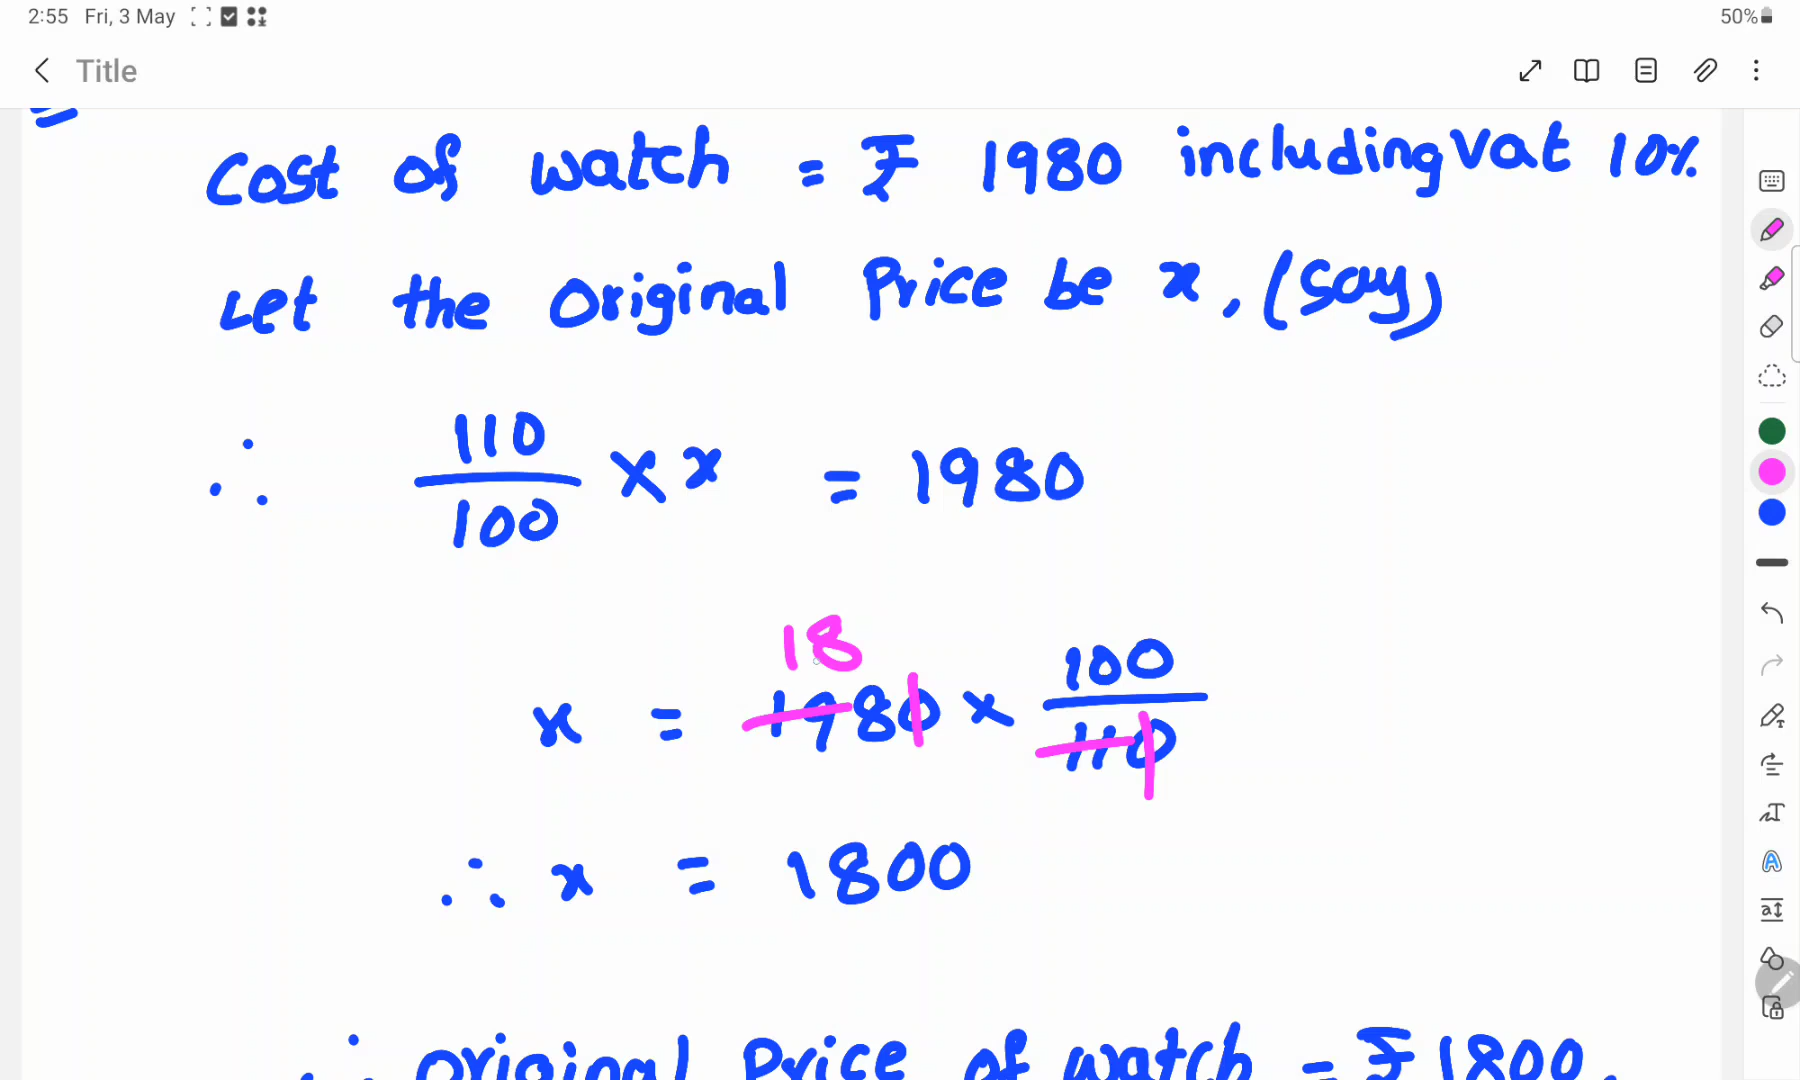 2:55 Fri, 3 May 50%
Title
Cost of watch = ₹ 1980 including Vat 10%
Let the Original Price be x, (Say)
∴ 110/100 × x = 1980
18
x = 1980 × 100/110
∴ x = 1800
∴ Original Price of watch = ₹ 1800.